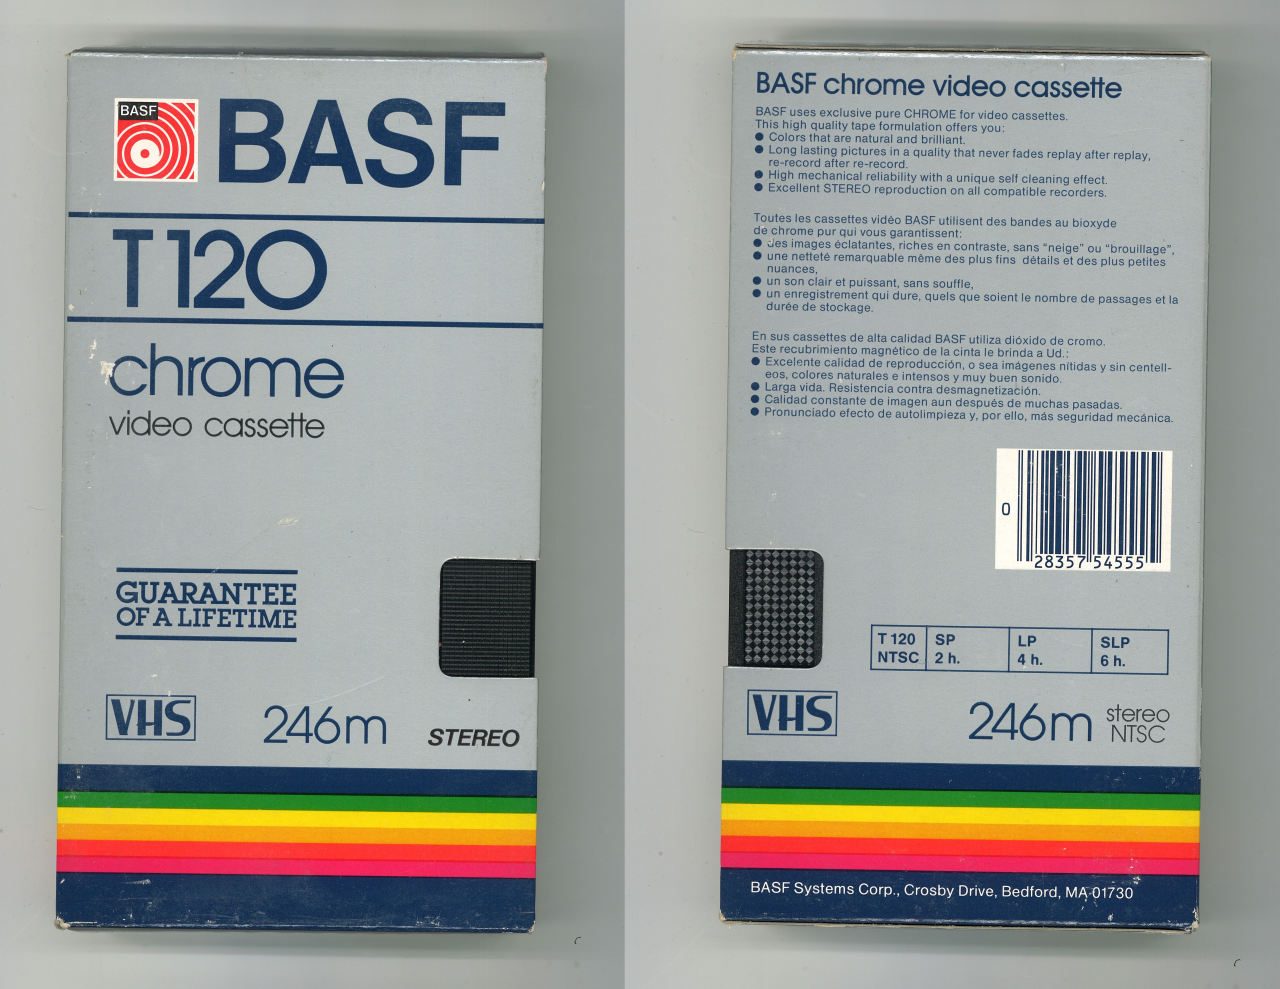 BASF
BASF
T120
chrome
video cassette
GUARANTEE
OF A LIFETIME
VHS
246m
STEREO
BASF chrome video cassette
BASF uses exclusive pure CHROME for video cassettes.
This high quality tape formulation offers you:
● Colors that are natural and brilliant.
● Long lasting pictures in a quality that never fades replay after replay,
re-record after re-record.
● High mechanical reliability with a unique self cleaning effect.
● Excellent STEREO reproduction on all compatible recorders.
Toutes les cassettes vidéo BASF utilisent des bandes au bioxyde
de chrome pur qui vous garantissent:
● des images éclatantes, riches en contraste, sans “neige” ou “brouillage”,
● une netteté remarquable même des plus fins détails et des plus petites
nuances,
● un son clair et puissant, sans souffle,
● un enregistrement qui dure, quels que soient le nombre de passages et la
durée de stockage.
En sus cassettes de alta calidad BASF utiliza dióxido de cromo.
Este recubrimiento magnético de la cinta le brinda a Ud.:
● Excelente calidad de reproducción, o sea imágenes nítidas y sin centell-
eos, colores naturales e intensos y muy buen sonido.
● Larga vida. Resistencia contra desmagnetización.
● Calidad constante de imagen aun después de muchas pasadas.
● Pronunciado efecto de autolimpieza y, por ello, más seguridad mecánica.
0 28357 54555
T 120 SP LP SLP
NTSC 2 h. 4 h. 6 h.
VHS
246m
stereo
NTSC
BASF Systems Corp., Crosby Drive, Bedford, MA 01730